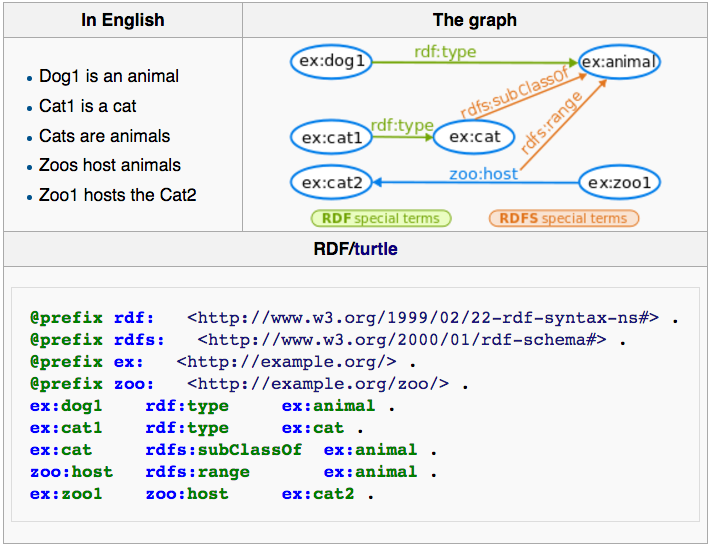 In English
The graph
Dog1 is an animal
Cat1 is a cat
Cats are animals
Zoos host animals
Zoo1 hosts the Cat2
ex:dog1 rdf:type ex:animal
rdfs:subClassOf
rdfs:range
ex:cat1 rdf:type ex:cat
ex:cat2 zoo:host ex:zoo1
RDF special terms
RDFS special terms
RDF/turtle
@prefix rdf: <http://www.w3.org/1999/02/22-rdf-syntax-ns#> .
@prefix rdfs: <http://www.w3.org/2000/01/rdf-schema#> .
@prefix ex: <http://example.org/> .
@prefix zoo: <http://example.org/zoo/> .
ex:dog1 rdf:type ex:animal .
ex:cat1 rdf:type ex:cat .
ex:cat rdfs:subClassOf ex:animal .
zoo:host rdfs:range ex:animal .
ex:zoo1 zoo:host ex:cat2 .